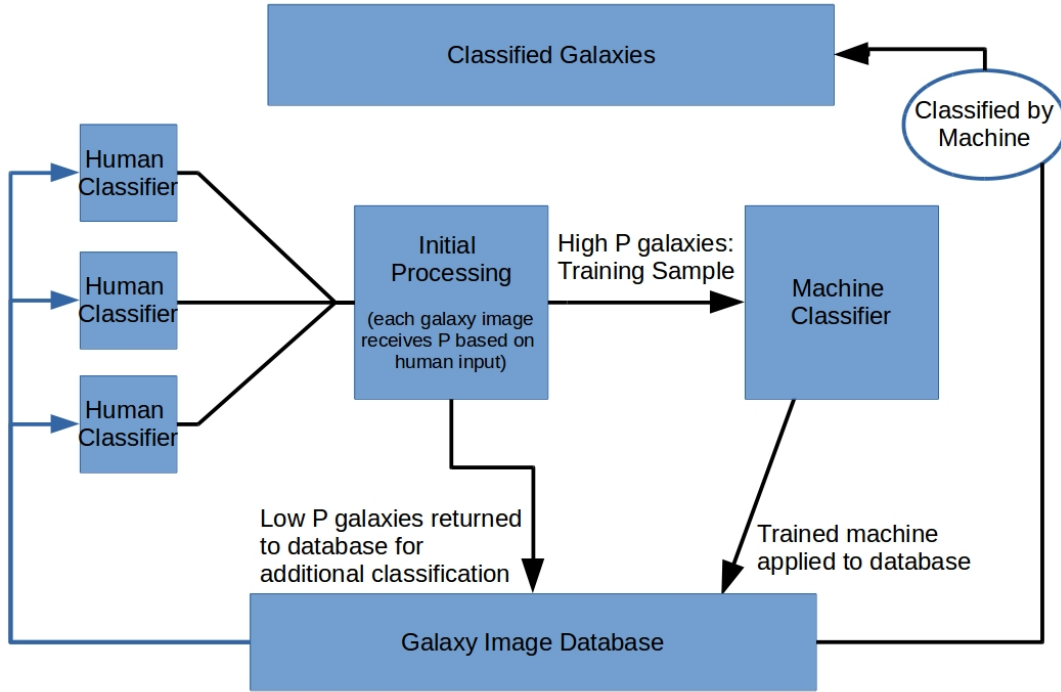 Classified Galaxies
Classified by
Machine
Human
Classifier
Human
Classifier
Human
Classifier
Initial
Processing
(each galaxy image
receives P based on
human input)
High P galaxies:
Training Sample
Machine
Classifier
Low P galaxies returned
to database for
additional classification
Trained machine
applied to database
Galaxy Image Database